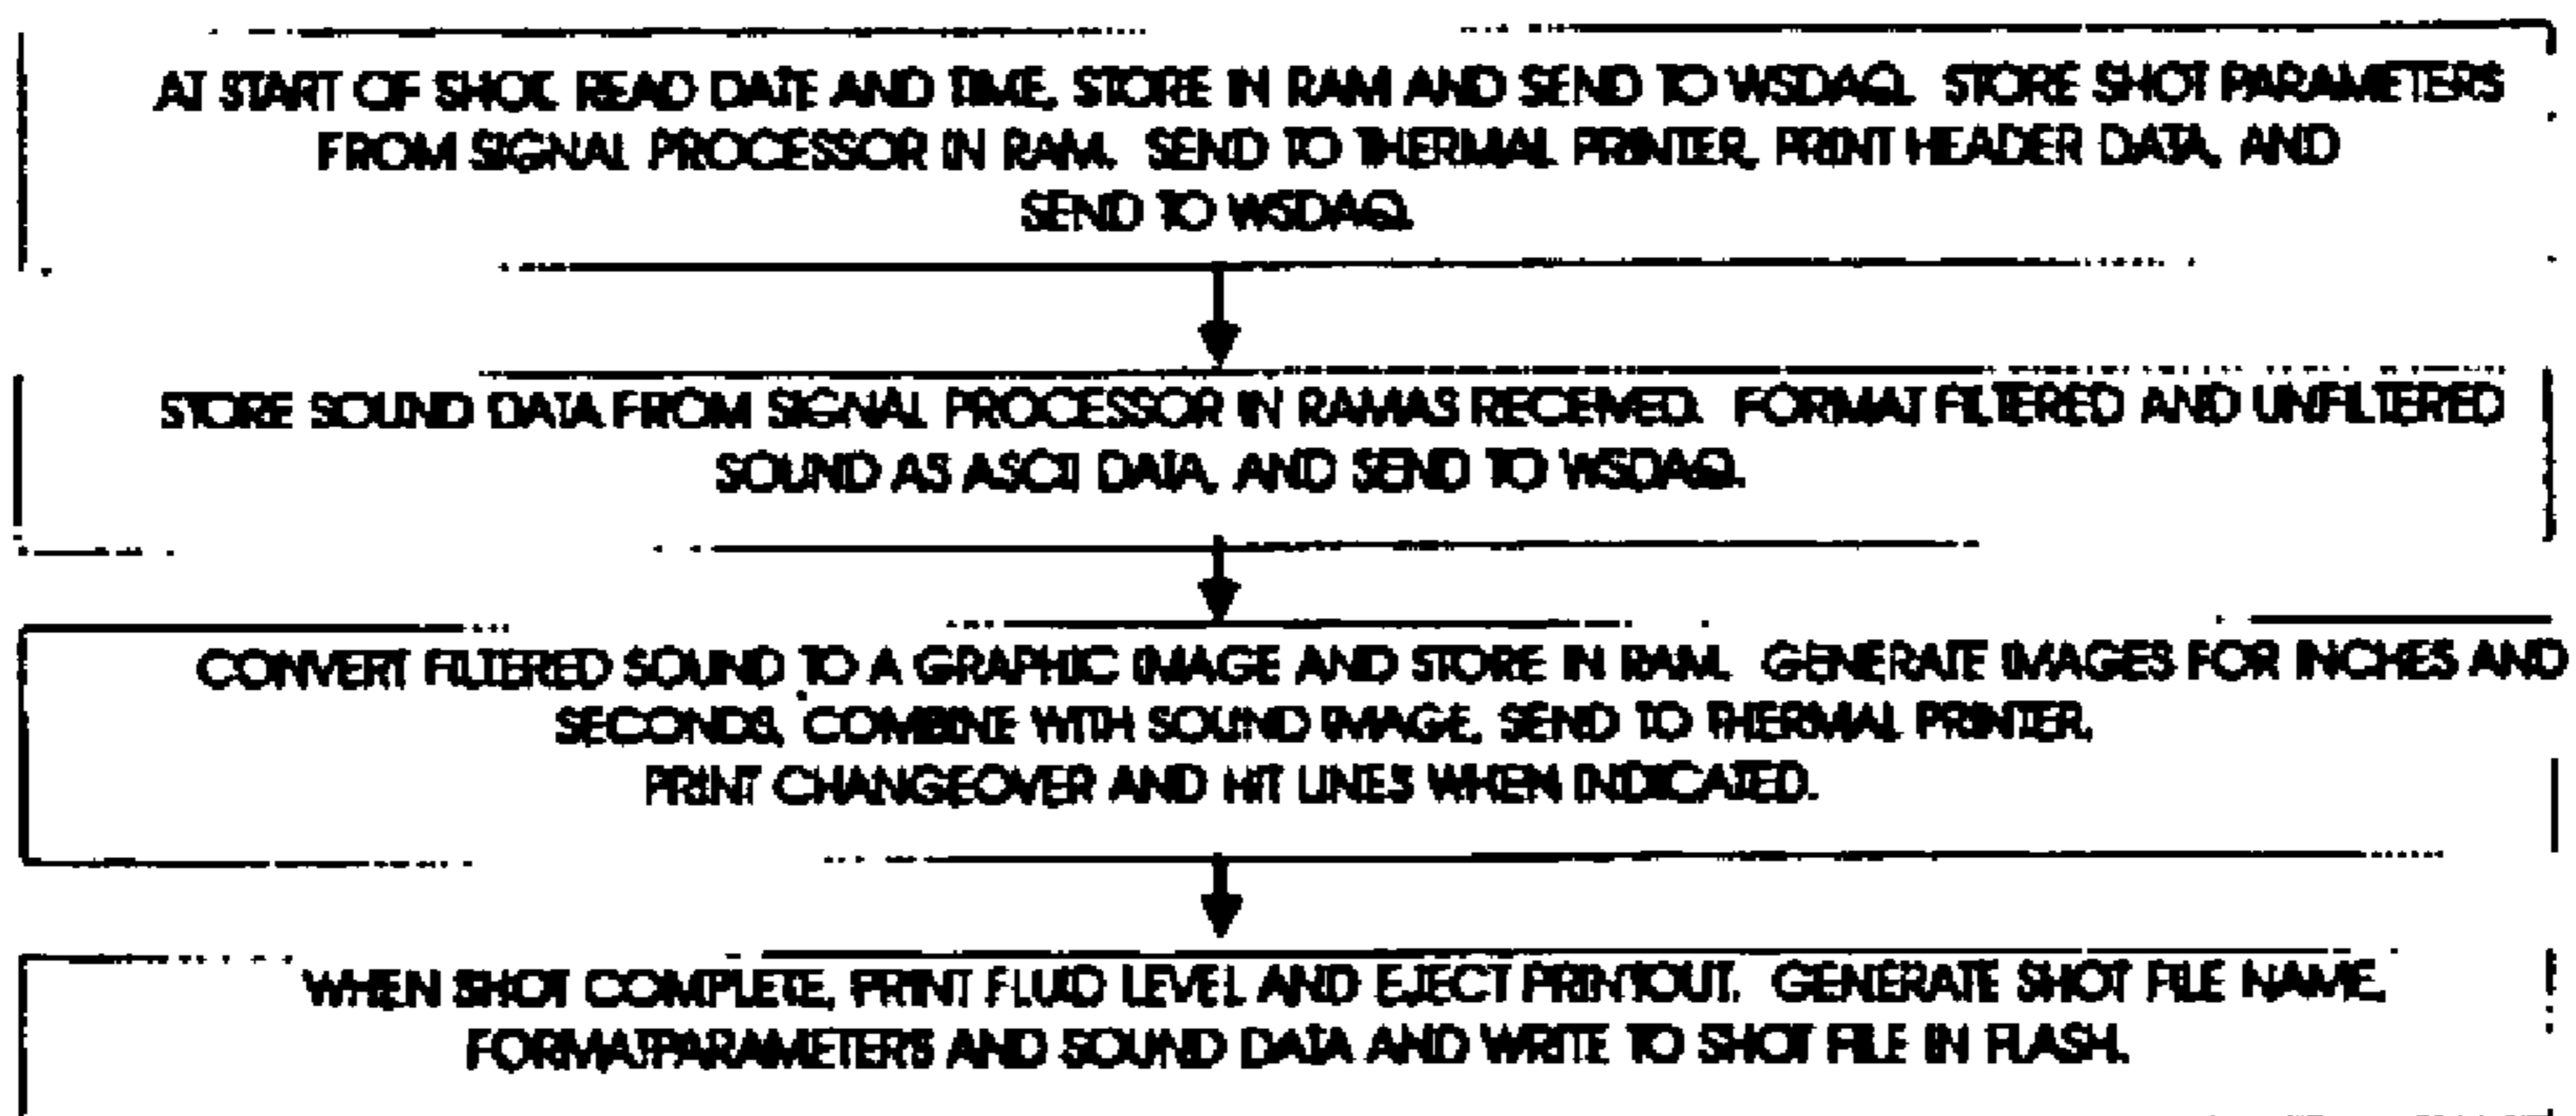 AT START OF SHOT, READ DATE AND TIME, STORE IN RAM AND SEND TO WSDAQ. STORE SHOT PARAMETERS
FROM SIGNAL PROCESSOR IN RAM. SEND TO THERMAL PRINTER, PRINT HEADER DATA, AND
SEND TO WSDAQ.
STORE SOUND DATA FROM SIGNAL PROCESSOR IN RAM AS RECEIVED. FORMAT FILTERED AND UNFILTERED
SOUND AS ASCII DATA, AND SEND TO WSDAQ.
CONVERT FILTERED SOUND TO A GRAPHIC IMAGE AND STORE IN RAM. GENERATE IMAGES FOR INCHES AND
SECONDS, COMBINE WITH SOUND IMAGE, SEND TO THERMAL PRINTER.
PRINT CHANGEOVER AND HIT LINES WHEN INDICATED.
WHEN SHOT COMPLETE, PRINT FLUID LEVEL AND EJECT PRINTOUT. GENERATE SHOT FILE NAME,
FORMAT PARAMETERS AND SOUND DATA AND WRITE TO SHOT FILE IN FLASH.